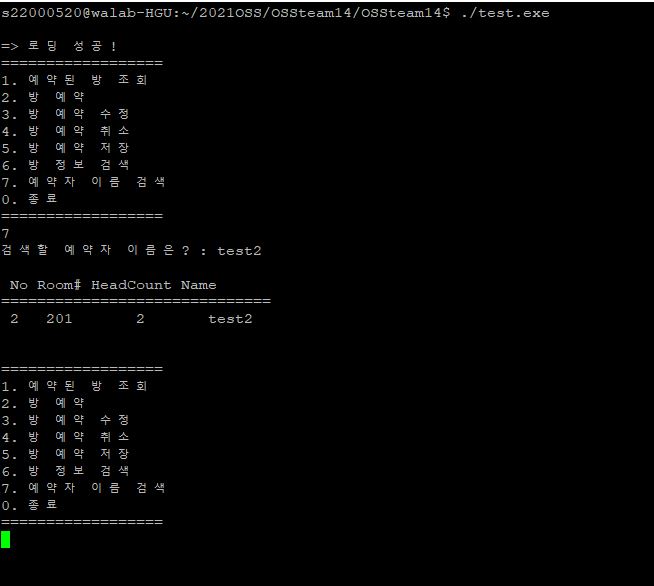 s22000520@walab-HGU:~/2021OSS/OSSteam14/OSSteam14$ ./test.exe
=> 로딩 성공!
==================
1. 예약된 방 조회
2. 방 예약
3. 방 예약 수정
4. 방 예약 취소
5. 방 예약 저장
6. 방 정보 검색
7. 예약자 이름 검색
0. 종료
==================
7
검색할 예약자 이름은? : test2
No Room# HeadCount Name
==============================
2 201 2 test2
==================
1. 예약된 방 조회
2. 방 예약
3. 방 예약 수정
4. 방 예약 취소
5. 방 예약 저장
6. 방 정보 검색
7. 예약자 이름 검색
0. 종료
==================